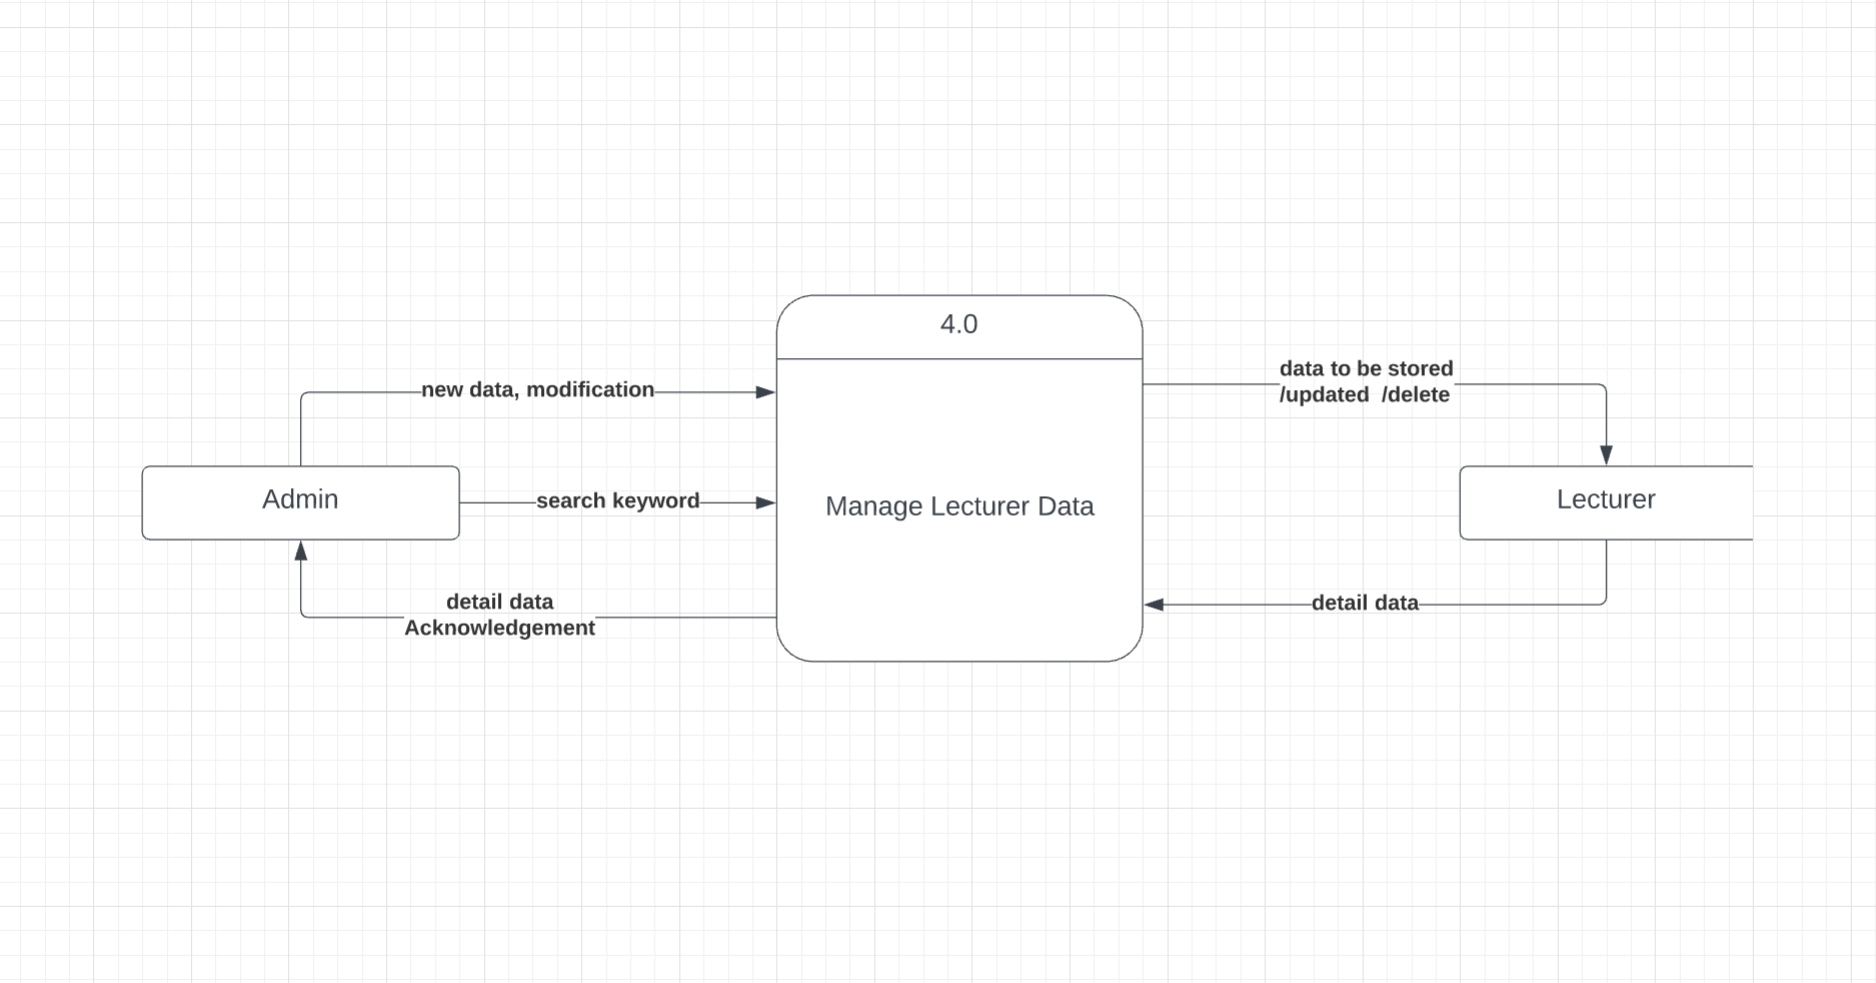 4.0
data to be stored
/updated  /delete
new data, modification
Admin
search keyword
Manage Lecturer Data
Lecturer
detail data
Acknowledgement
detail data